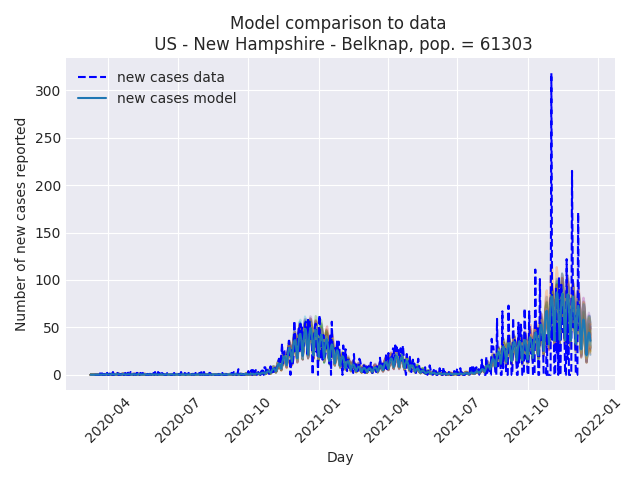 Model comparison to data
US - New Hampshire - Belknap, pop. = 61303
new cases data
new cases model
Number of new cases reported
300
250
200
150
100
50
0
2020-04
2020-07
2020-10
2021-01
2021-04
2021-07
2021-10
2022-01
Day